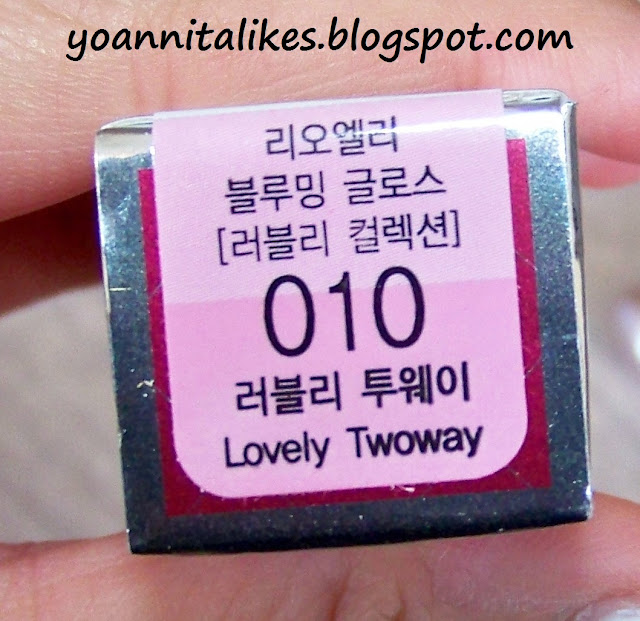 yoannitalikes.blogspot.com
리오엘리
블루밍 글로스
[러블리 컬렉션]
010
러블리 투웨이
Lovely Twoway